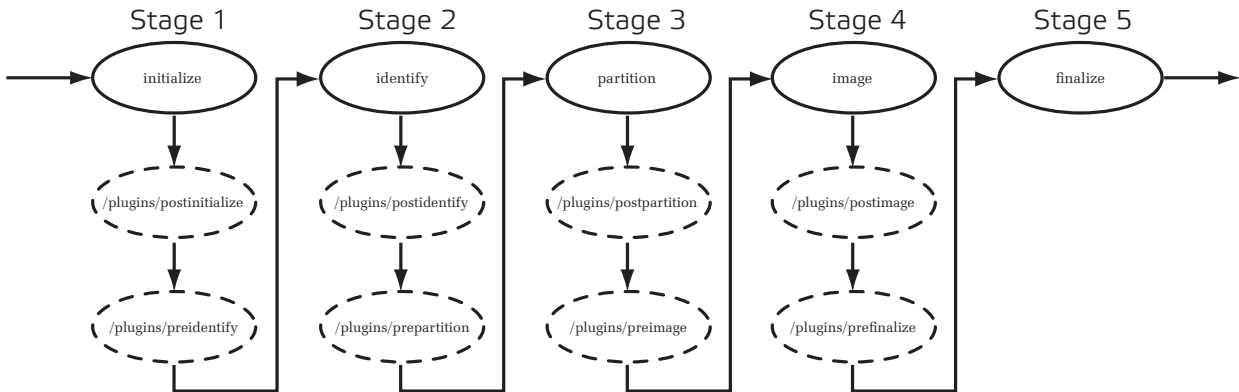 Stage 1
Stage 2
Stage 3
Stage 4
Stage 5
initialize
identify
partition
image
finalize
/plugins/postinitialize
/plugins/postidentify
/plugins/postpartition
/plugins/postimage
/plugins/preidentify
/plugins/prepartition
/plugins/preimage
/plugins/prefinalize